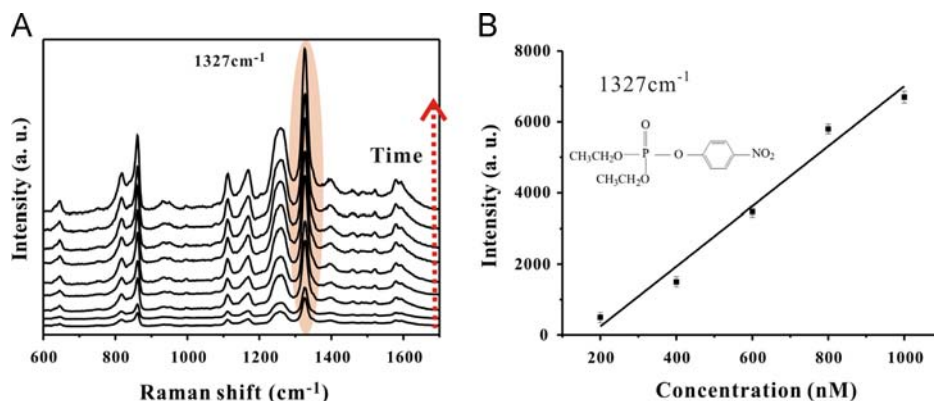 A
1327cm-1
Time
Intensity (a. u.)
600 800 1000 1200 1400 1600
Raman shift (cm-1)
B
8000
6000
4000
2000
0
1327cm-1
O
CH3CH2O P O NO2
CH3CH2O
Intensity (a. u.)
200 400 600 800 1000
Concentration (nM)